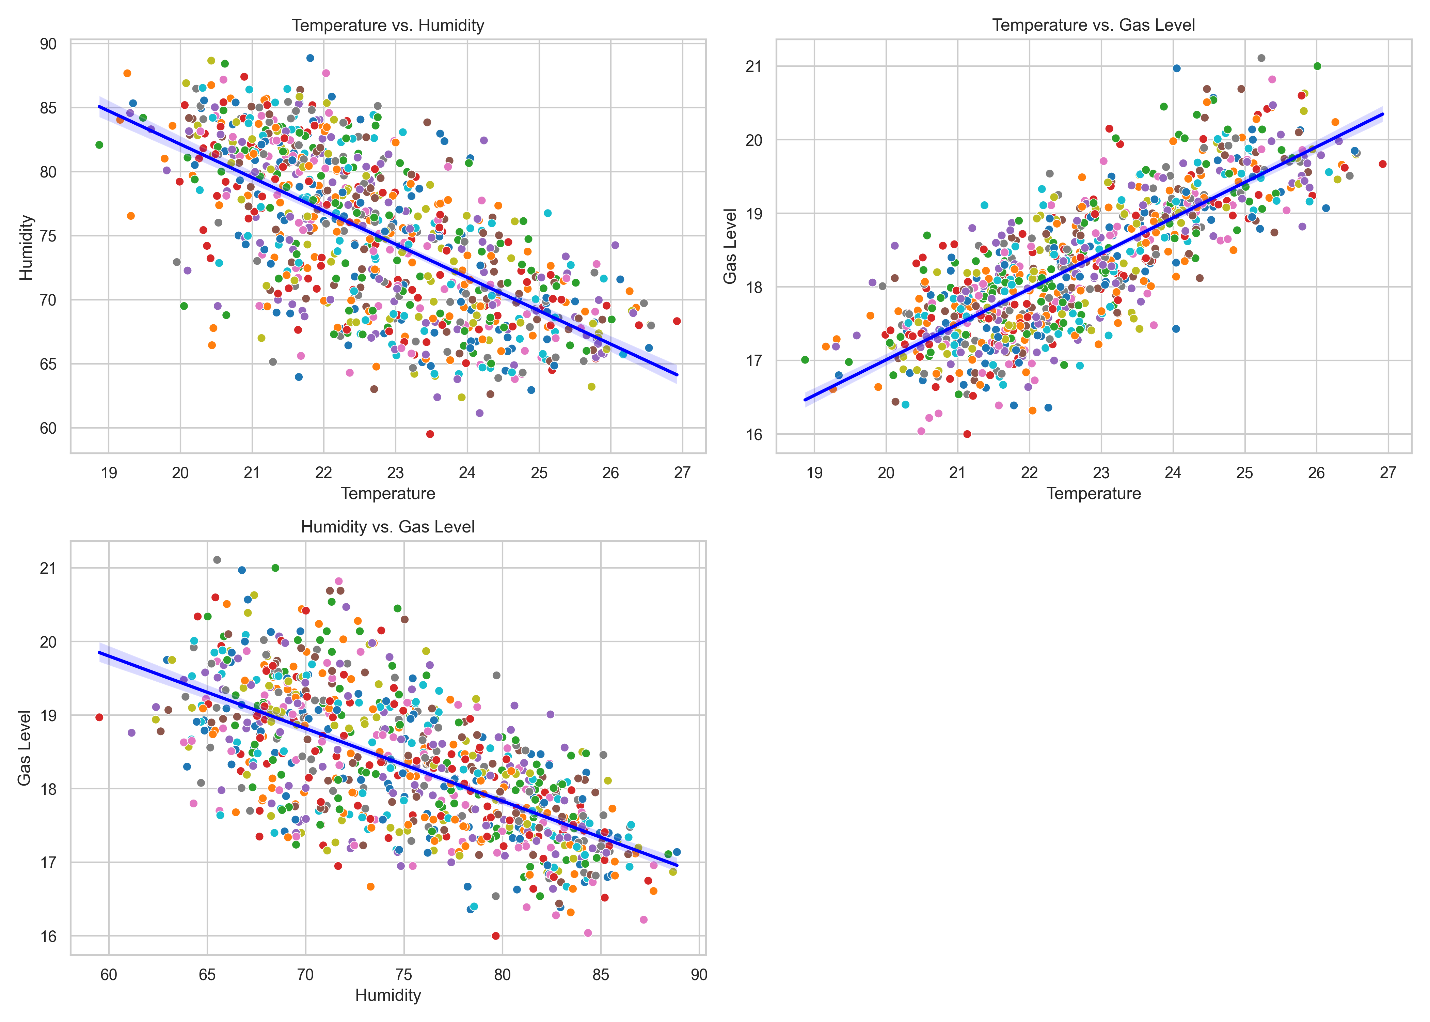 Temperature vs. Humidity
90
85
80
75
70
65
60
Humidity
19 20 21 22 23 24 25 26 27
Temperature
Temperature vs. Gas Level
21
20
19
18
17
16
Gas Level
19 20 21 22 23 24 25 26 27
Temperature
Humidity vs. Gas Level
21
20
19
18
17
16
Gas Level
60 65 70 75 80 85 90
Humidity